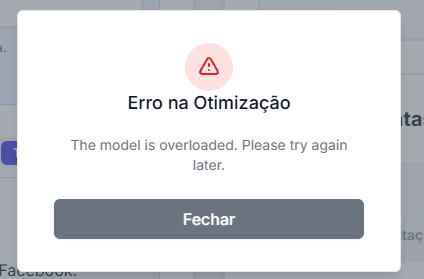 Erro na Otimização
The model is overloaded. Please try again
later.
Fechar
Facebook.